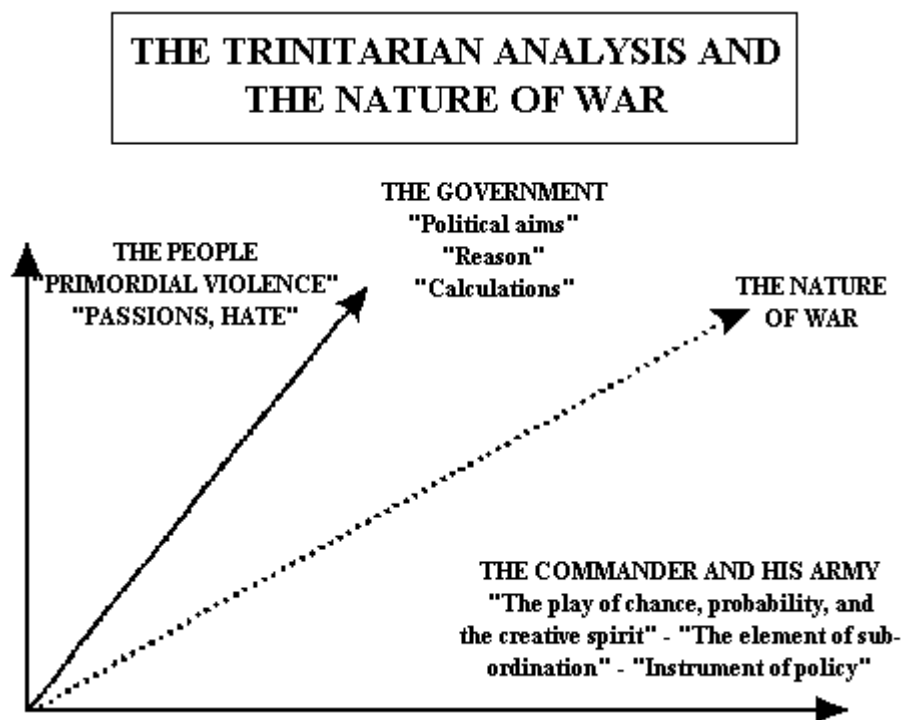 THE TRINITARIAN ANALYSIS AND
THE NATURE OF WAR
THE GOVERNMENT
"Political aims"
"Reason"
"Calculations"
THE PEOPLE
"PRIMORDIAL VIOLENCE"
"PASSIONS, HATE"
THE NATURE
OF WAR
THE COMMANDER AND HIS ARMY
"The play of chance, probability, and
the creative spirit" - "The element of sub-
ordination" - "Instrument of policy"